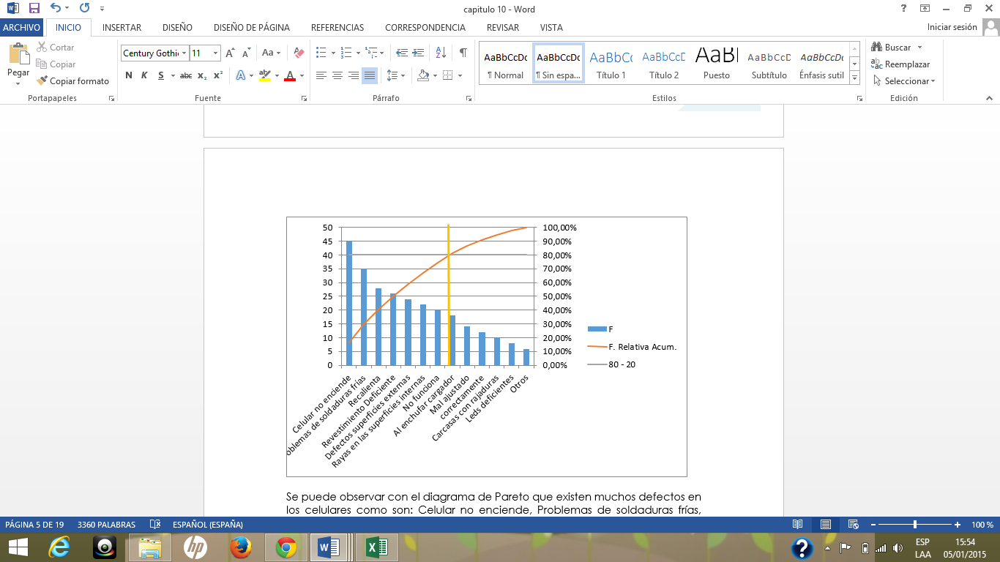 capitulo 10 - Word
ARCHIVO INICIO INSERTAR DISEÑO DISEÑO DE PÁGINA REFERENCIAS CORRESPONDENCIA REVISAR VISTA Iniciar sesión
Pegar
Cortar
Copiar
Copiar formato
Portapapeles
Century Gothi 11
N K S abc x₂ x²
Fuente
Párrafo
AaBbCcDc AaBbCcDc AaBbCc AaBbCcD AaB AaBbCcD AaBbCcDc
¶ Normal ¶ Sin espa... Título 1 Título 2 Puesto Subtítulo Énfasis sutil
Estilos
Buscar
Reemplazar
Seleccionar
Edición
50 100,00%
45 90,00%
40 80,00%
35 70,00%
30 60,00%
25 50,00%
20 40,00%
15 30,00%
10 20,00%
5 10,00%
0 0,00%
F
F. Relativa Acum.
80 - 20
Celular no enciende
oblemas de soldaduras frías
Recalienta
Revestimiento Deficiente
Defectos superficies externas
Rayas en las superficies internas
No funciona
Al enchufar cargador
Mal ajustado
correctamente
Carcasas con rajaduras
Leds deficientes
Otros
Se puede observar con el diagrama de Pareto que existen muchos defectos en
los celulares como son: Celular no enciende, Problemas de soldaduras frías,
PÁGINA 5 DE 19 3360 PALABRAS ESPAÑOL (ESPAÑA) 100 %
ESP 15:54
LAA 05/01/2015